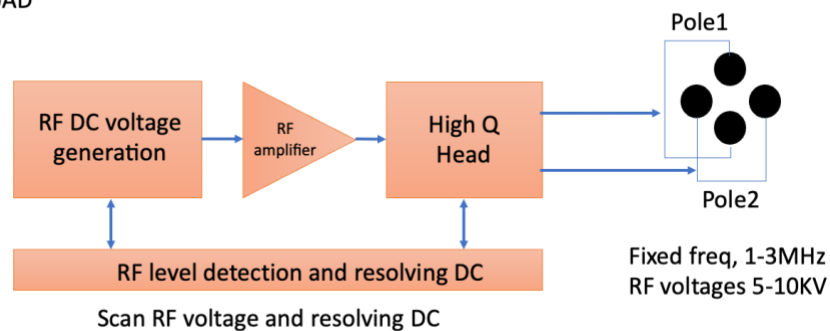 Pole1
RF DC voltage
generation
RF
amplifier
High Q
Head
Pole2
RF level detection and resolving DC
Fixed freq, 1-3MHz
RF voltages 5-10KV
Scan RF voltage and resolving DC